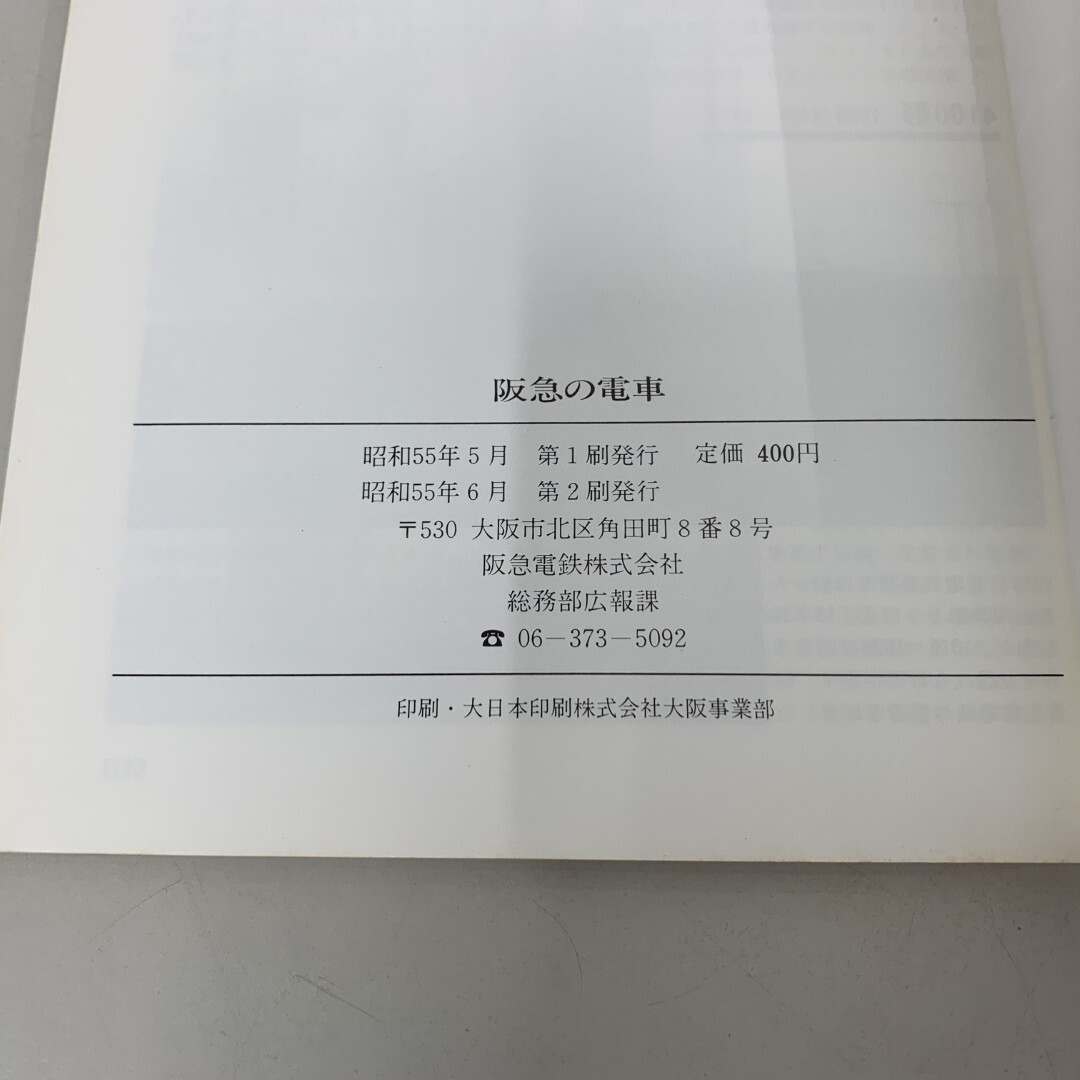 阪急の電車
昭和55年5月 第1刷発行 定価 400円
昭和55年6月 第2刷発行
〒530 大阪市北区角田町8番8号
阪急電鉄株式会社
総務部広報課
☎ 06-373-5092
印刷・大日本印刷株式会社大阪事業部